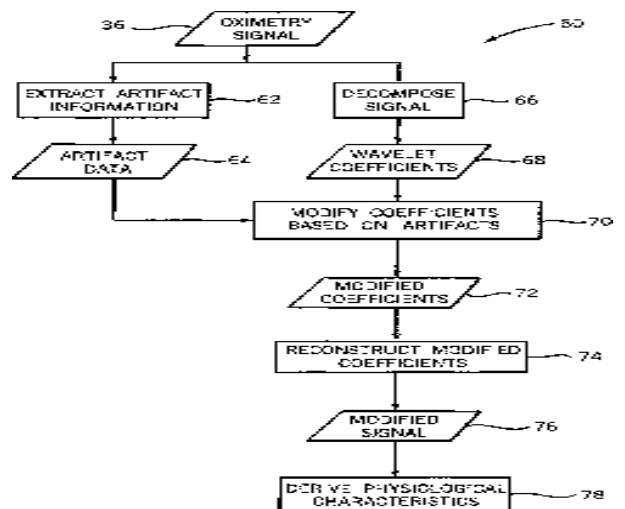 OXIMETRY
SIGNAL
36
60
EXTRACT ARTIFACT
INFORMATION
62
DECOMPOSE
SIGNAL
66
ARTIFACT
DATA
64
WAVELET
COEFFICIENTS
68
MODIFY COEFFICIENTS
BASED ON ARTIFACTS
70
MODIFIED
COEFFICIENTS
72
RECONSTRUCT MODIFIED
COEFFICIENTS
74
MODIFIED
SIGNAL
76
DERIVE PHYSIOLOGICAL
CHARACTERISTICS
78